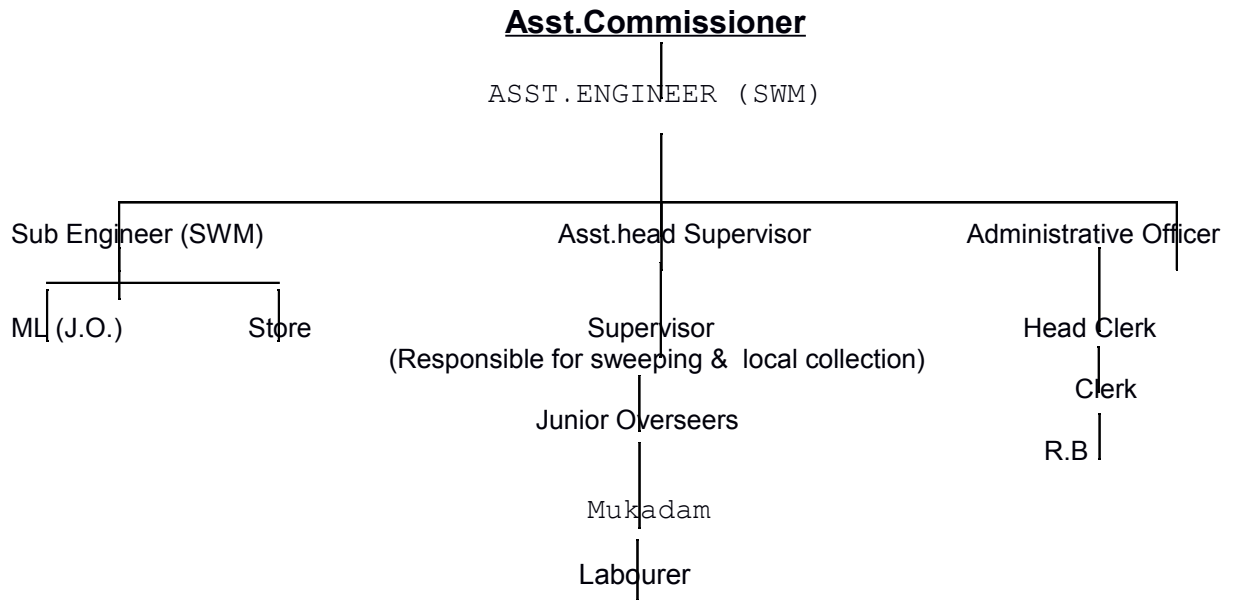 Asst.Commissioner
ASST.ENGINEER (SWM)
Sub Engineer (SWM) Asst.head Supervisor Administrative Officer
ML (J.O.) Store Supervisor Head Clerk
(Responsible for sweeping & local collection)
Clerk
Junior Overseers
R.B
Mukadam
Labourer